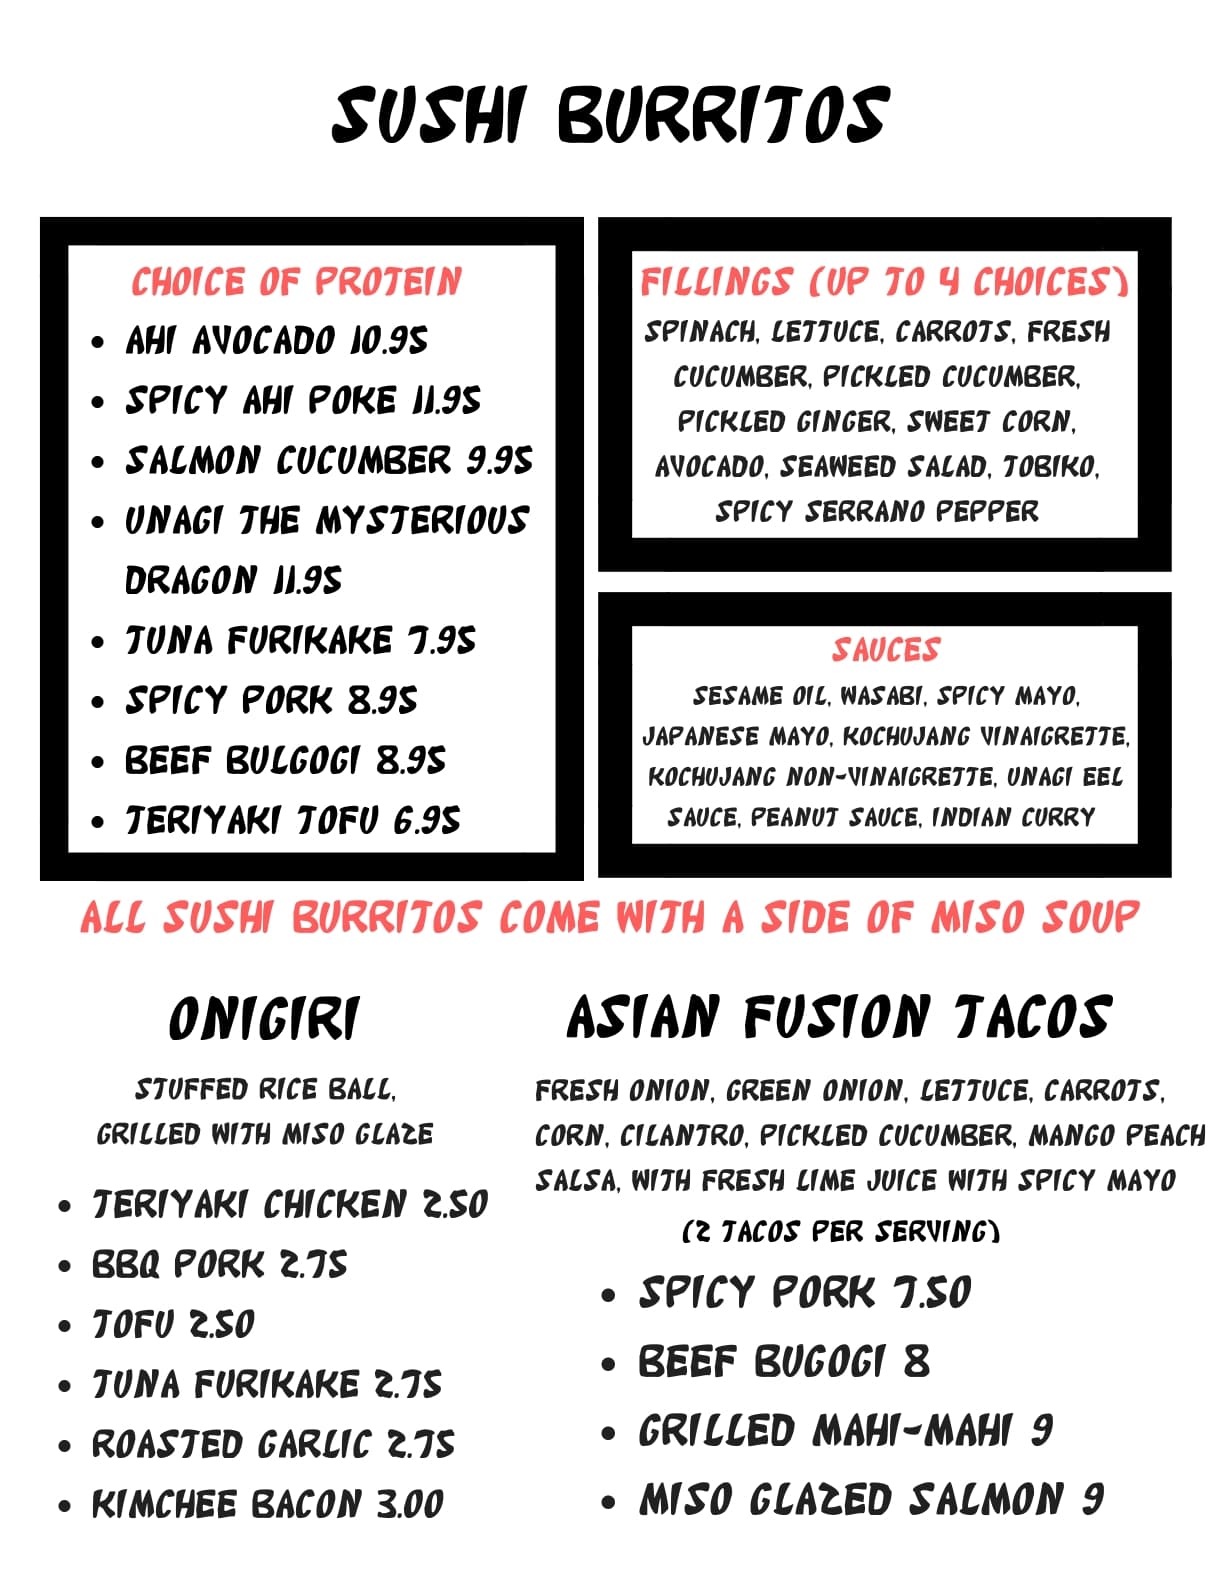 SUSHI BURRITOS
CHOICE OF PROTEIN
• AHI AVOCADO 10.95
• SPICY AHI POKE 11.95
• SALMON CUCUMBER 9.95
• UNAGI THE MYSTERIOUS
DRAGON 11.95
• TUNA FURIKAKE 7.95
• SPICY PORK 8.95
• BEEF BULGOGI 8.95
• TERIYAKI TOFU 6.95
FILLINGS (UP TO 4 CHOICES)
SPINACH, LETTUCE, CARROTS, FRESH
CUCUMBER, PICKLED CUCUMBER,
PICKLED GINGER, SWEET CORN,
AVOCADO, SEAWEED SALAD, TOBIKO,
SPICY SERRANO PEPPER
SAUCES
SESAME OIL, WASABI, SPICY MAYO,
JAPANESE MAYO, KOCHUJANG VINAIGRETTE,
KOCHUJANG NON-VINAIGRETTE, UNAGI EEL
SAUCE, PEANUT SAUCE, INDIAN CURRY
ALL SUSHI BURRITOS COME WITH A SIDE OF MISO SOUP
ONIGIRI
STUFFED RICE BALL,
GRILLED WITH MISO GLAZE
• TERIYAKI CHICKEN 2.50
• BBQ PORK 2.75
• TOFU 2.50
• TUNA FURIKAKE 2.75
• ROASTED GARLIC 2.75
• KIMCHEE BACON 3.00
ASIAN FUSION TACOS
FRESH ONION, GREEN ONION, LETTUCE, CARROTS,
CORN, CILANTRO, PICKLED CUCUMBER, MANGO PEACH
SALSA, WITH FRESH LIME JUICE WITH SPICY MAYO
(2 TACOS PER SERVING)
• SPICY PORK 7.50
• BEEF BUGOGI 8
• GRILLED MAHI-MAHI 9
• MISO GLAZED SALMON 9